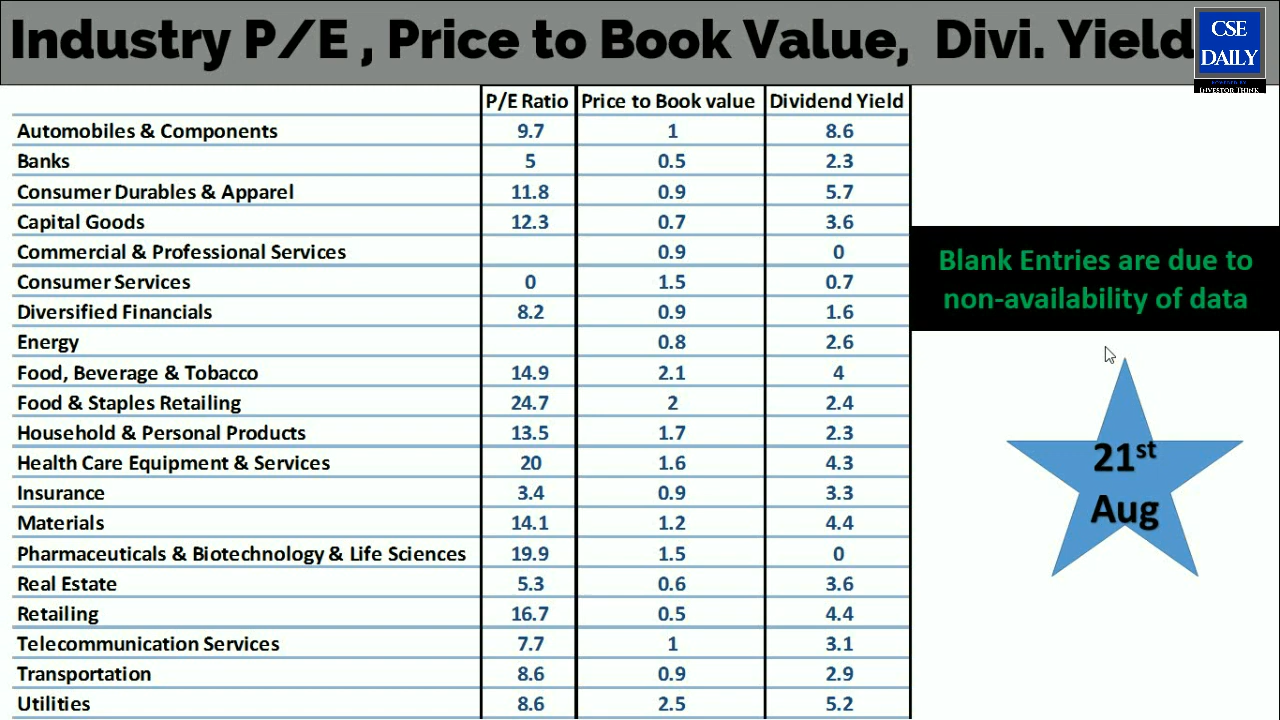 Industry P/E , Price to Book Value, Divi. Yield
CSE
DAILY
POWERED BY
INVESTOR THINK
P/E Ratio Price to Book value Dividend Yield
Automobiles & Components 9.7 1 8.6
Banks 5 0.5 2.3
Consumer Durables & Apparel 11.8 0.9 5.7
Capital Goods 12.3 0.7 3.6
Commercial & Professional Services 0.9 0
Consumer Services 0 1.5 0.7
Diversified Financials 8.2 0.9 1.6
Energy 0.8 2.6
Food, Beverage & Tobacco 14.9 2.1 4
Food & Staples Retailing 24.7 2 2.4
Household & Personal Products 13.5 1.7 2.3
Health Care Equipment & Services 20 1.6 4.3
Insurance 3.4 0.9 3.3
Materials 14.1 1.2 4.4
Pharmaceuticals & Biotechnology & Life Sciences 19.9 1.5 0
Real Estate 5.3 0.6 3.6
Retailing 16.7 0.5 4.4
Telecommunication Services 7.7 1 3.1
Transportation 8.6 0.9 2.9
Utilities 8.6 2.5 5.2
Blank Entries are due to
non-availability of data
21st
Aug